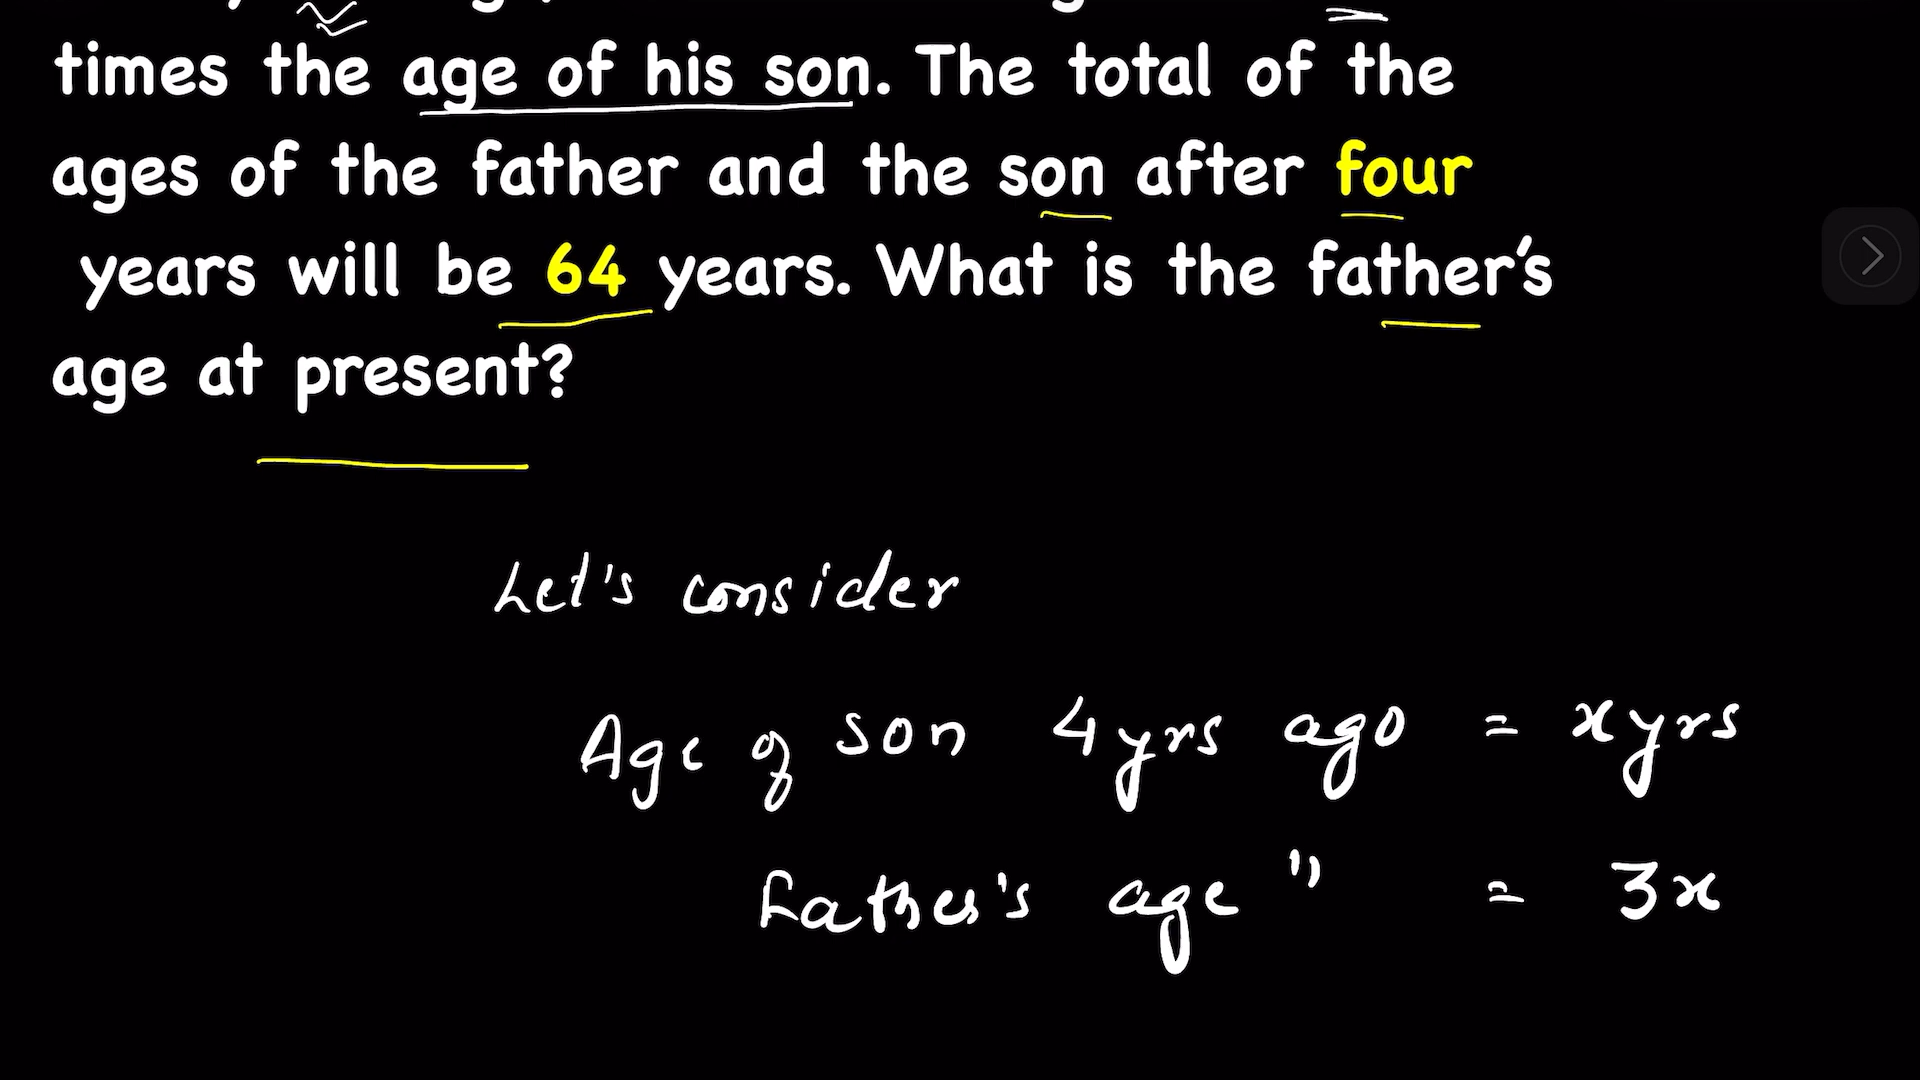 times the age of his son. The total of the
ages of the father and the son after four
years will be 64 years. What is the father's
age at present?
Let's consider
Age of son 4yrs ago = x yrs
Father's age " = 3x